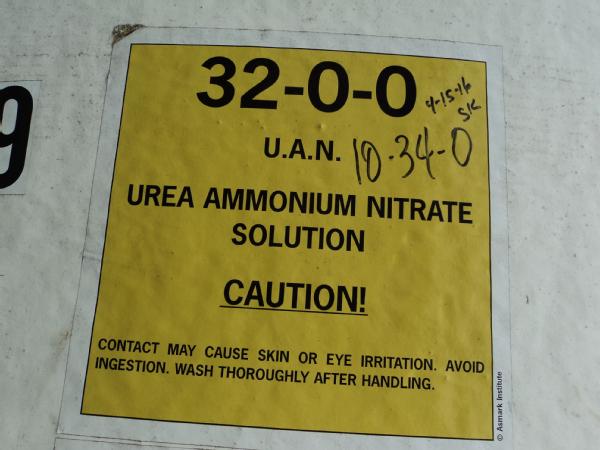 9
32-0-0
4-15-16
SK
U.A.N. 10-34-0
UREA AMMONIUM NITRATE
SOLUTION
CAUTION!
CONTACT MAY CAUSE SKIN OR EYE IRRITATION. AVOID
INGESTION. WASH THOROUGHLY AFTER HANDLING.
© Asmark Institute